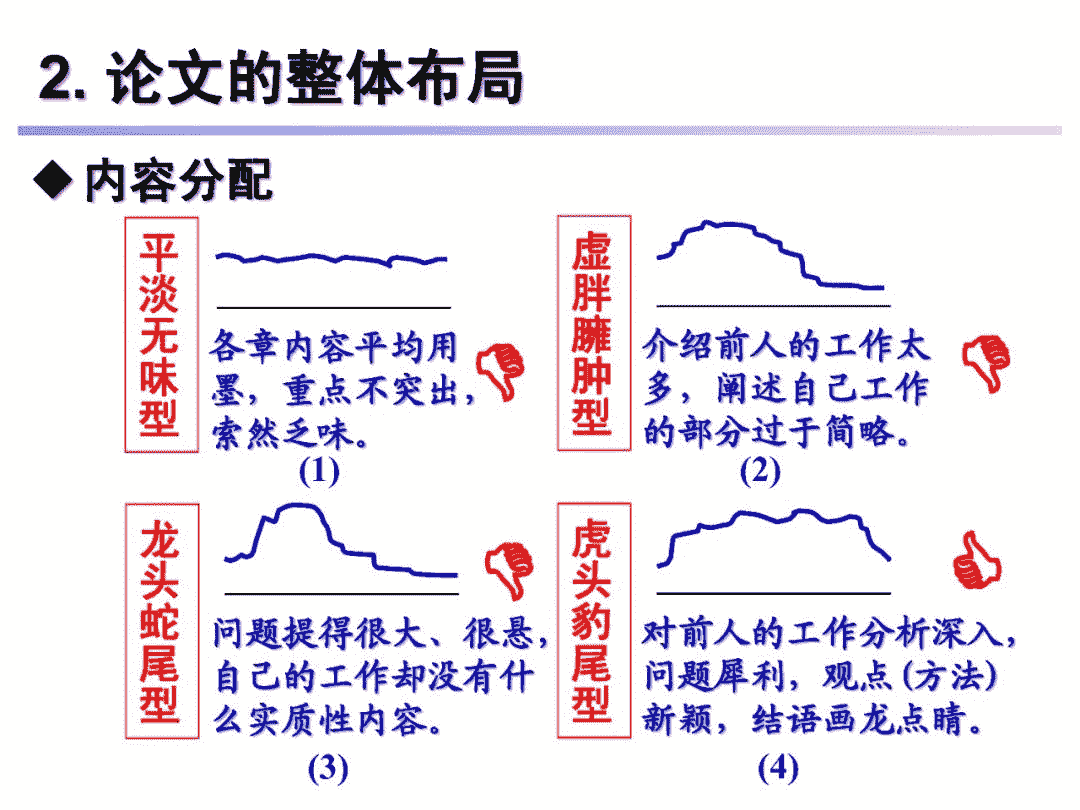 2. 论文的整体布局
◆ 内容分配
平淡无味型
各章内容平均用
墨，重点不突出，
索然乏味。
(1)
虚胖臃肿型
介绍前人的工作太
多，阐述自己工作
的部分过于简略。
(2)
龙头蛇尾型
问题提得很大、很悬，
自己的工作却没有什
么实质性内容。
(3)
虎头豹尾型
对前人的工作分析深入，
问题犀利，观点(方法)
新颖，结语画龙点睛。
(4)